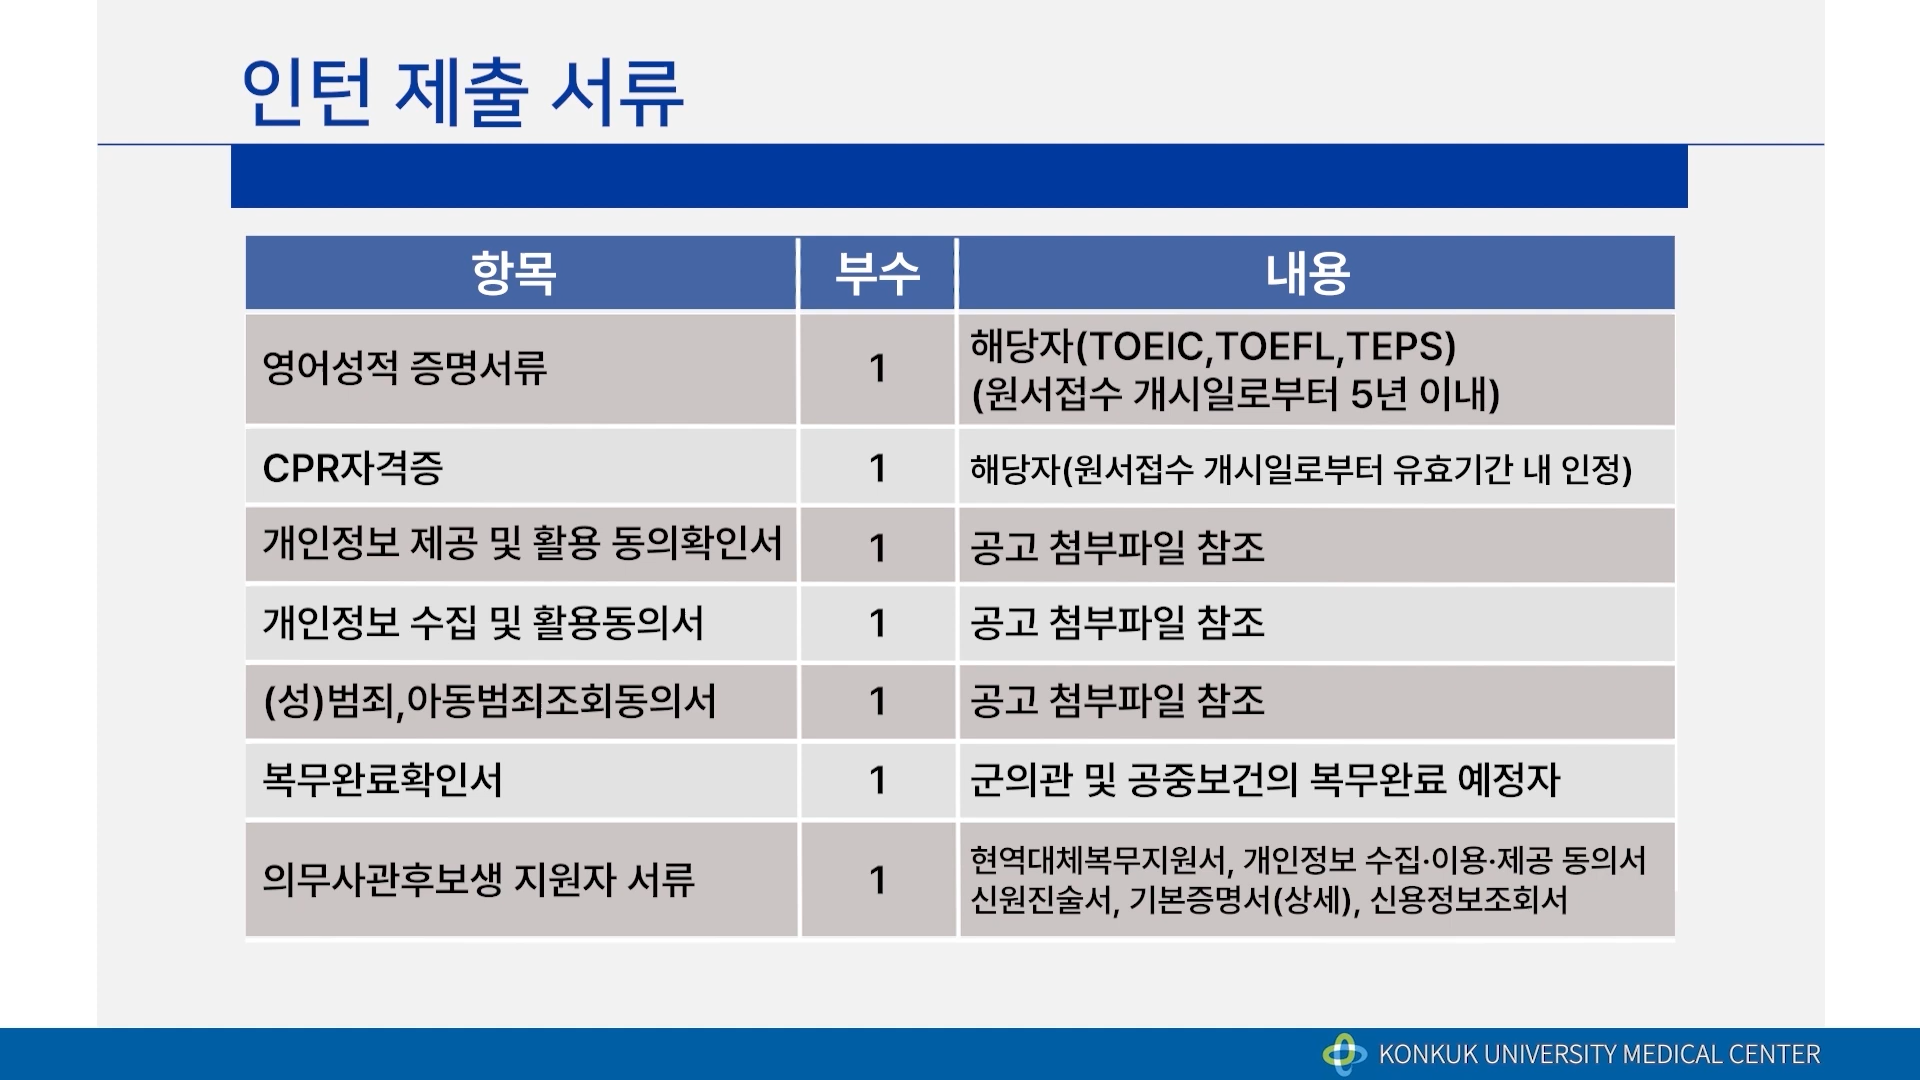 인턴 제출 서류
항목 부수 내용
영어성적 증명서류 1 해당자(TOEIC,TOEFL,TEPS)
(원서접수 개시일로부터 5년 이내)
CPR자격증 1 해당자(원서접수 개시일로부터 유효기간 내 인정)
개인정보 제공 및 활용 동의확인서 1 공고 첨부파일 참조
개인정보 수집 및 활용동의서 1 공고 첨부파일 참조
(성)범죄,아동범죄조회동의서 1 공고 첨부파일 참조
복무완료확인서 1 군의관 및 공중보건의 복무완료 예정자
의무사관후보생 지원자 서류 1 현역대체복무지원서, 개인정보 수집·이용·제공 동의서
신원진술서, 기본증명서(상세), 신용정보조회서
KONKUK UNIVERSITY MEDICAL CENTER